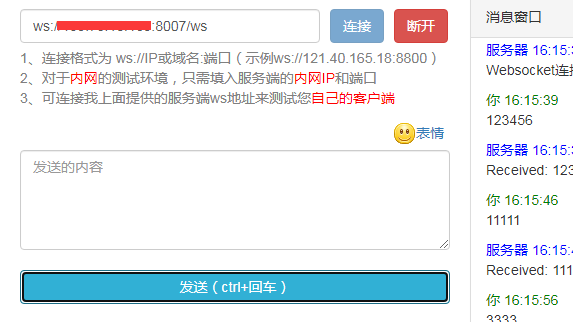 ws://:8007/ws
连接
断开
1、连接格式为 ws://IP或域名:端口（示例ws://121.40.165.18:8800）
2、对于内网的测试环境，只需填入服务端的内网IP和端口
3、可连接我上面提供的服务端ws地址来测试您自己的客户端
表情
发送的内容
发送（ctrl+回车）
消息窗口
服务器 16:15:
Websocket连
你 16:15:39
123456
服务器 16:15:
Received: 123
你 16:15:46
11111
服务器 16:15:
Received: 111
你 16:15:56
3333